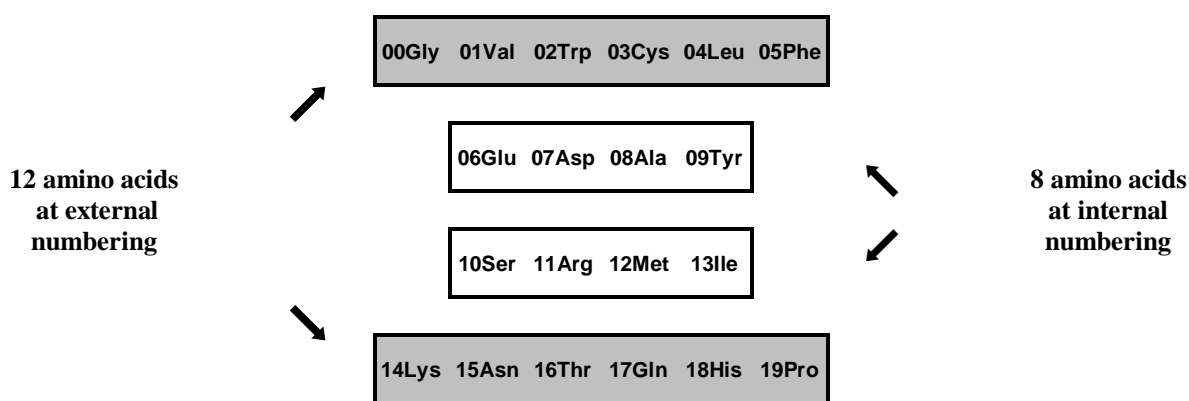 00Gly 01Val 02Trp 03Cys 04Leu 05Phe
06Glu 07Asp 08Ala 09Tyr
12 amino acids
at external
numbering
8 amino acids
at internal
numbering
10Ser 11Arg 12Met 13Ile
14Lys 15Asn 16Thr 17Gln 18His 19Pro